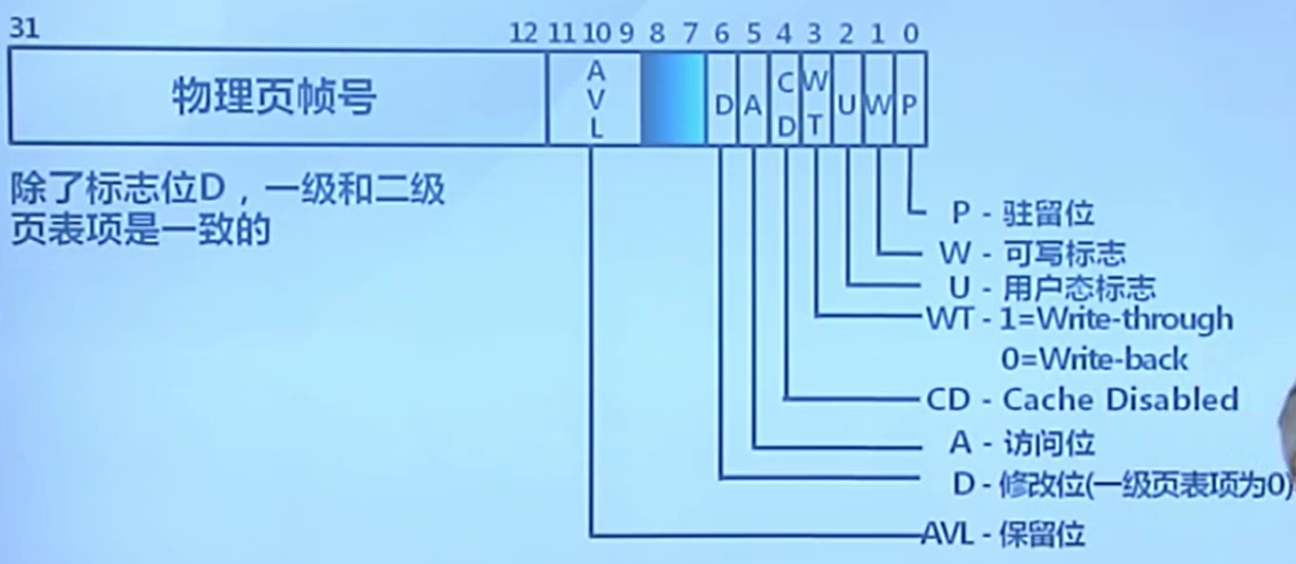 31 12 11 10 9 8 7 6 5 4 3 2 1 0
物理页帧号 AVL D A CD WT U W P
除了标志位D，一级和二级
页表项是一致的
P - 驻留位
W - 可写标志
U - 用户态标志
WT - 1=Write-through
0=Write-back
CD - Cache Disabled
A - 访问位
D - 修改位(一级页表项为0)
AVL - 保留位